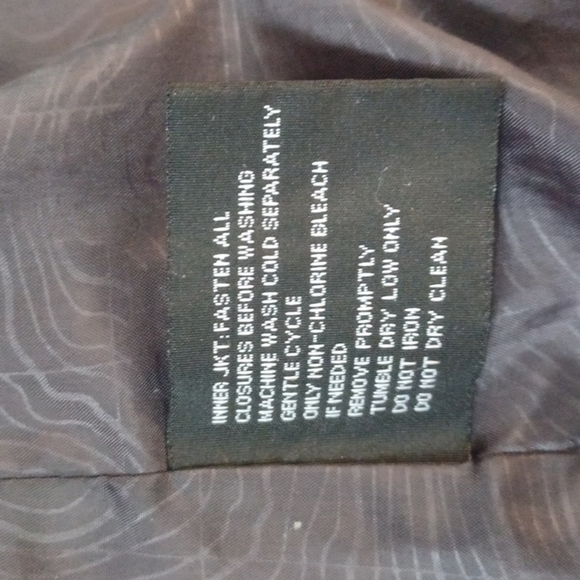 INNER JKT: FASTEN ALL
CLOSURES BEFORE WASHING
MACHINE WASH COLD SEPARATELY
GENTLE CYCLE
ONLY NON-CHLORINE BLEACH
IF NEEDED
REMOVE PROMPTLY
TUMBLE DRY LOW ONLY
DO NOT IRON
DO NOT DRY CLEAN